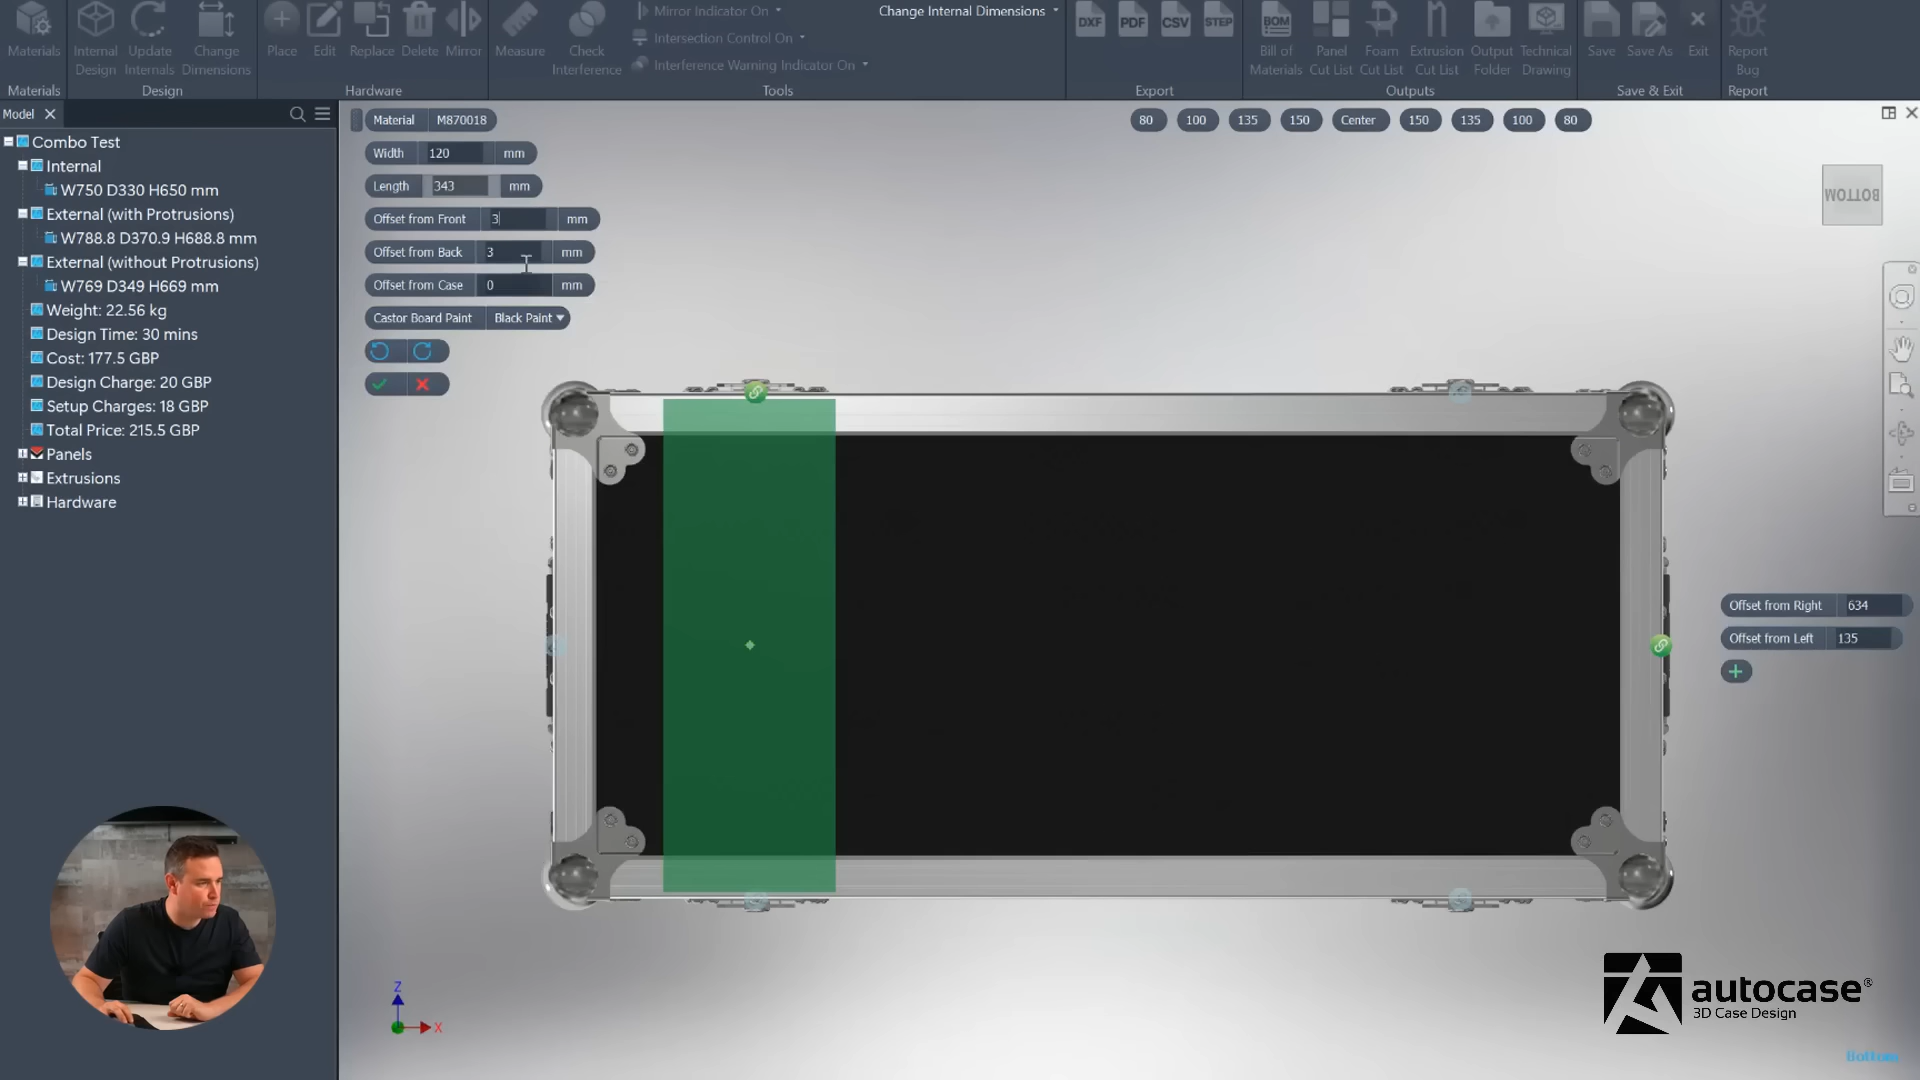 Materials
Internal Design
Update Internals
Change Dimensions
Place
Edit
Replace
Delete
Mirror
Measure
Check Interference
Mirror Indicator On
Intersection Control On
Interference Warning Indicator On
Change Internal Dimensions
DXF
PDF
CSV
STEP
BOM
Bill of Materials
Panel Cut List
Foam Cut List
Extrusion Cut List
Output Folder
Technical Drawing
Save
Save As
Exit
Report Bug
Materials
Design
Hardware
Tools
Export
Outputs
Save & Exit
Report
Model
Combo Test
Internal
W750 D330 H650 mm
External (with Protrusions)
W788.8 D370.9 H688.8 mm
External (without Protrusions)
W769 D349 H669 mm
Weight: 22.56 kg
Design Time: 30 mins
Cost: 177.5 GBP
Design Charge: 20 GBP
Setup Charges: 18 GBP
Total Price: 215.5 GBP
Panels
Extrusions
Hardware
Material M870018
Width 120 mm
Length 343 mm
Offset from Front 3 mm
Offset from Back 3 mm
Offset from Case 0 mm
Castor Board Paint Black Paint
80 100 135 150 Center 150 135 100 80
BOTTOM
Offset from Right 634
Offset from Left 135
Z
X
autocase®
3D Case Design
Bottom